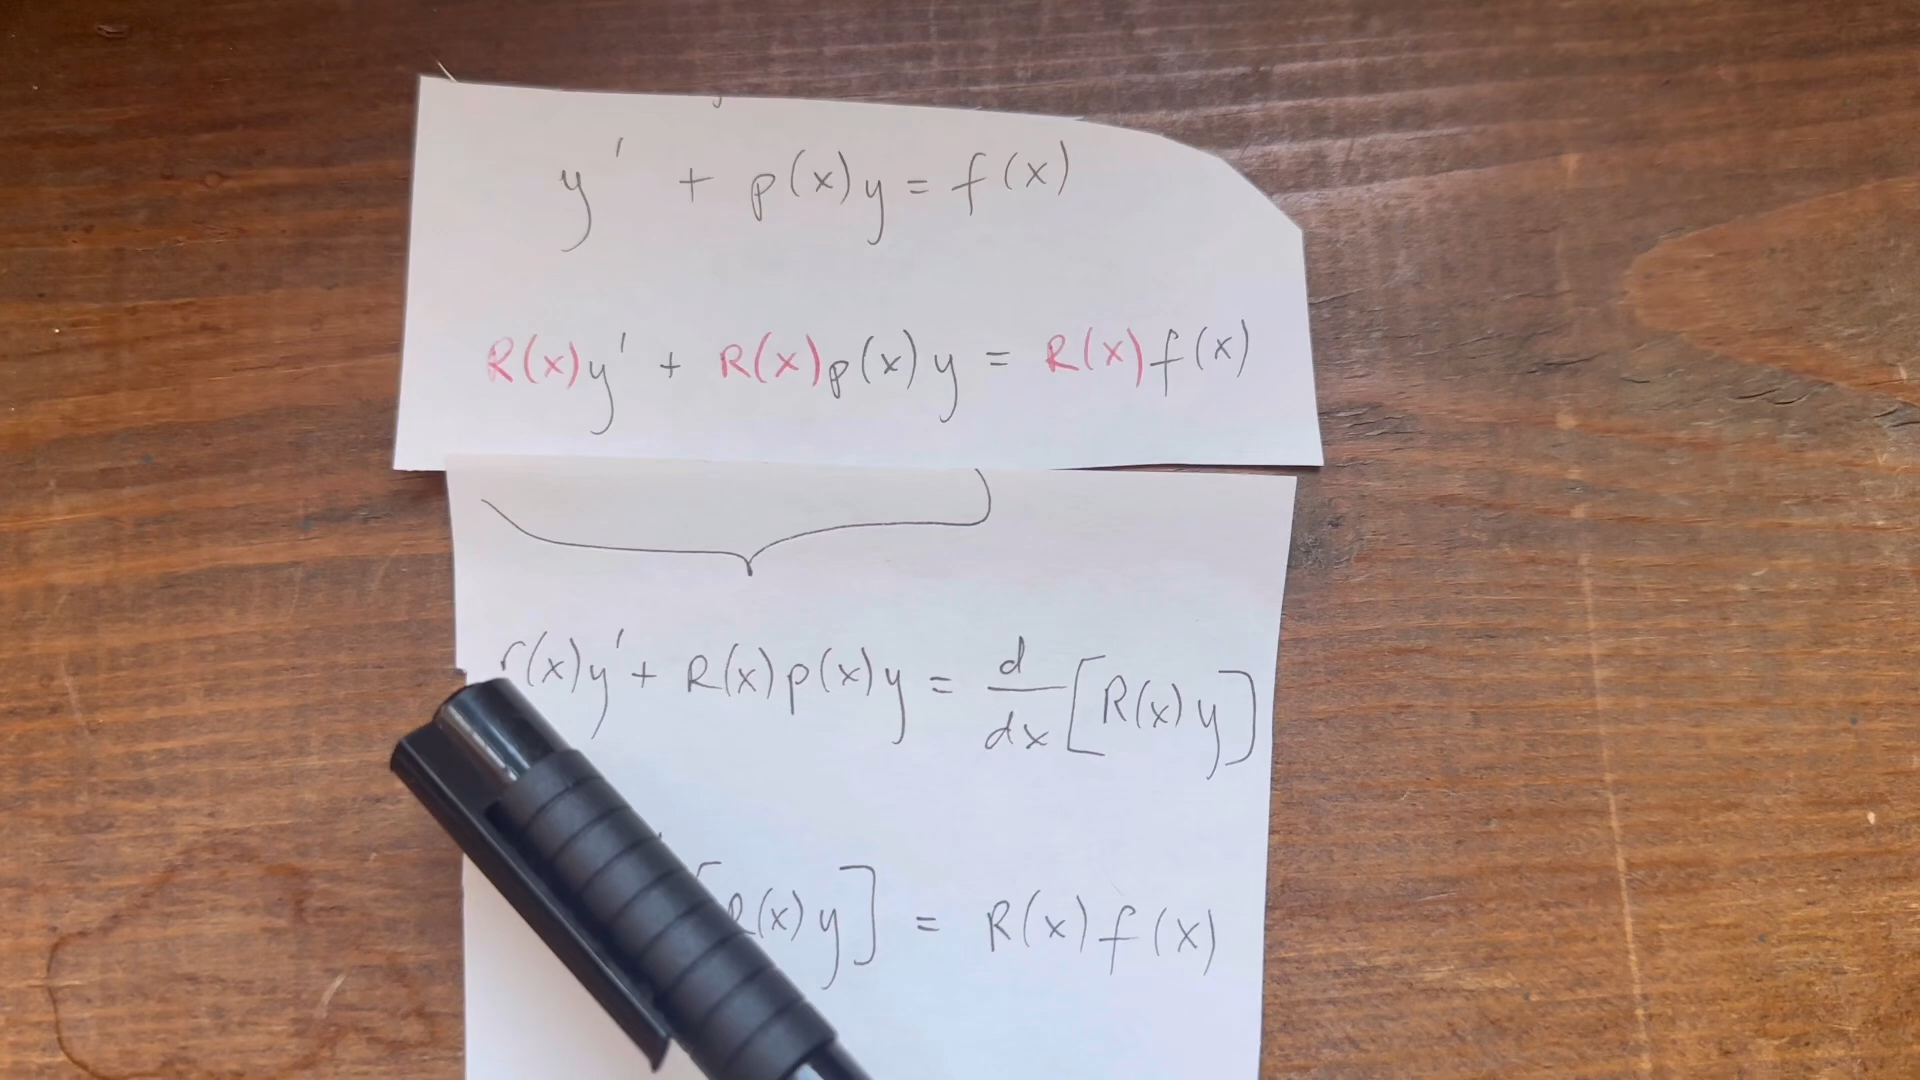 y' + p(x)y = f(x)
R(x)y' + R(x)p(x)y = R(x)f(x)
r(x)y' + R(x)p(x)y = d/dx [R(x)y]
[R(x)y] = R(x)f(x)